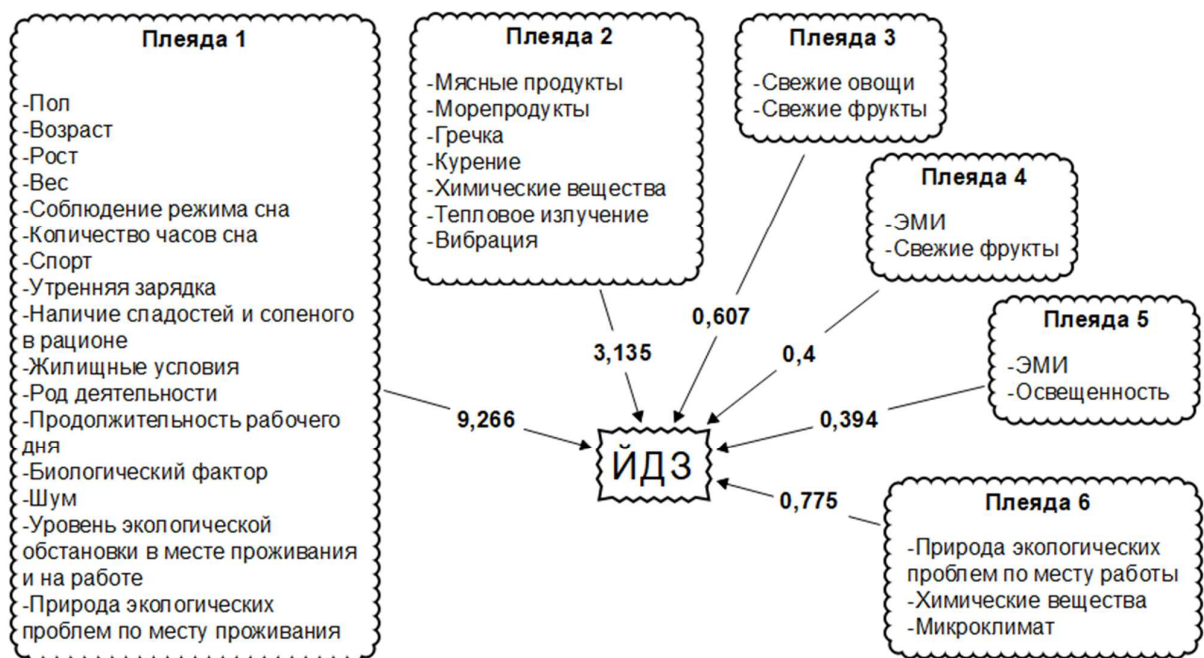 Плеяда 1
-Пол
-Возраст
-Рост
-Вес
-Соблюдение режима сна
-Количество часов сна
-Спорт
-Утренняя зарядка
-Наличие сладостей и соленого
в рационе
-Жилищные условия
-Род деятельности
-Продолжительность рабочего
дня
-Биологический фактор
-Шум
-Уровень экологической
обстановки в месте проживания
и на работе
-Природа экологических
проблем по месту проживания
Плеяда 2
-Мясные продукты
-Морепродукты
-Гречка
-Курение
-Химические вещества
-Тепловое излучение
-Вибрация
Плеяда 3
-Свежие овощи
-Свежие фрукты
Плеяда 4
-ЭМИ
-Свежие фрукты
Плеяда 5
-ЭМИ
-Освещенность
Плеяда 6
-Природа экологических
проблем по месту работы
-Химические вещества
-Микроклимат
9,266
3,135
0,607
0,4
0,394
0,775
ЙДЗ